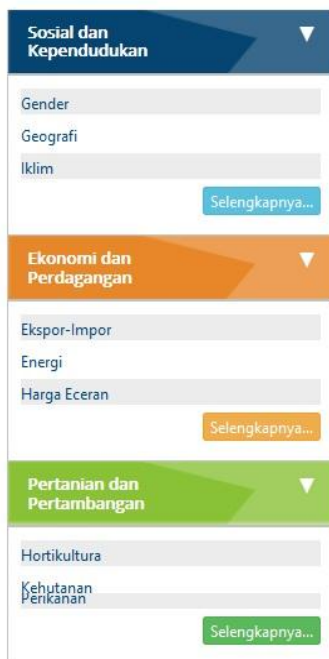 Sosial dan
Kependudukan
Gender
Geografi
Iklim
Selengkapnya...
Ekonomi dan
Perdagangan
Ekspor-Impor
Energi
Harga Eceran
Selengkapnya...
Pertanian dan
Pertambangan
Hortikultura
Kehutanan
Perikanan
Selengkapnya...